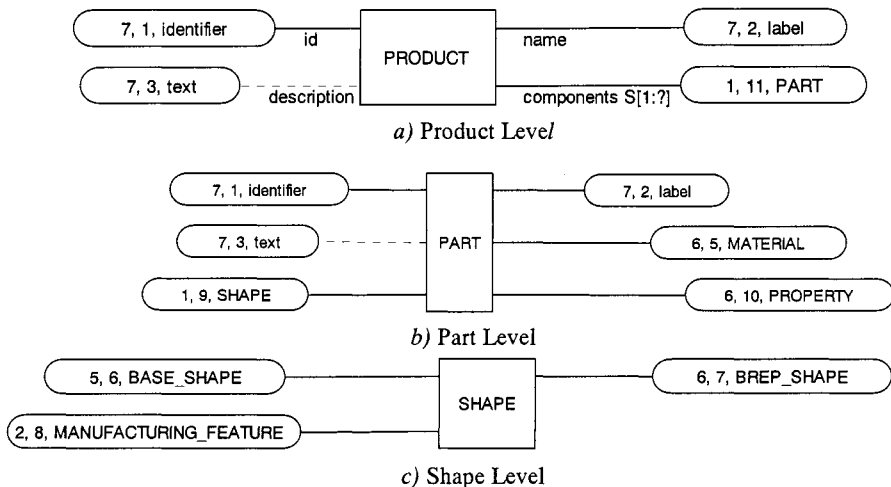 7, 1, identifier
id
PRODUCT
name
7, 2, label
7, 3, text
description
components S[1:?]
1, 11, PART
a) Product Level
7, 1, identifier
7, 2, label
7, 3, text
PART
6, 5, MATERIAL
1, 9, SHAPE
6, 10, PROPERTY
b) Part Level
5, 6, BASE_SHAPE
SHAPE
6, 7, BREP_SHAPE
2, 8, MANUFACTURING_FEATURE
c) Shape Level